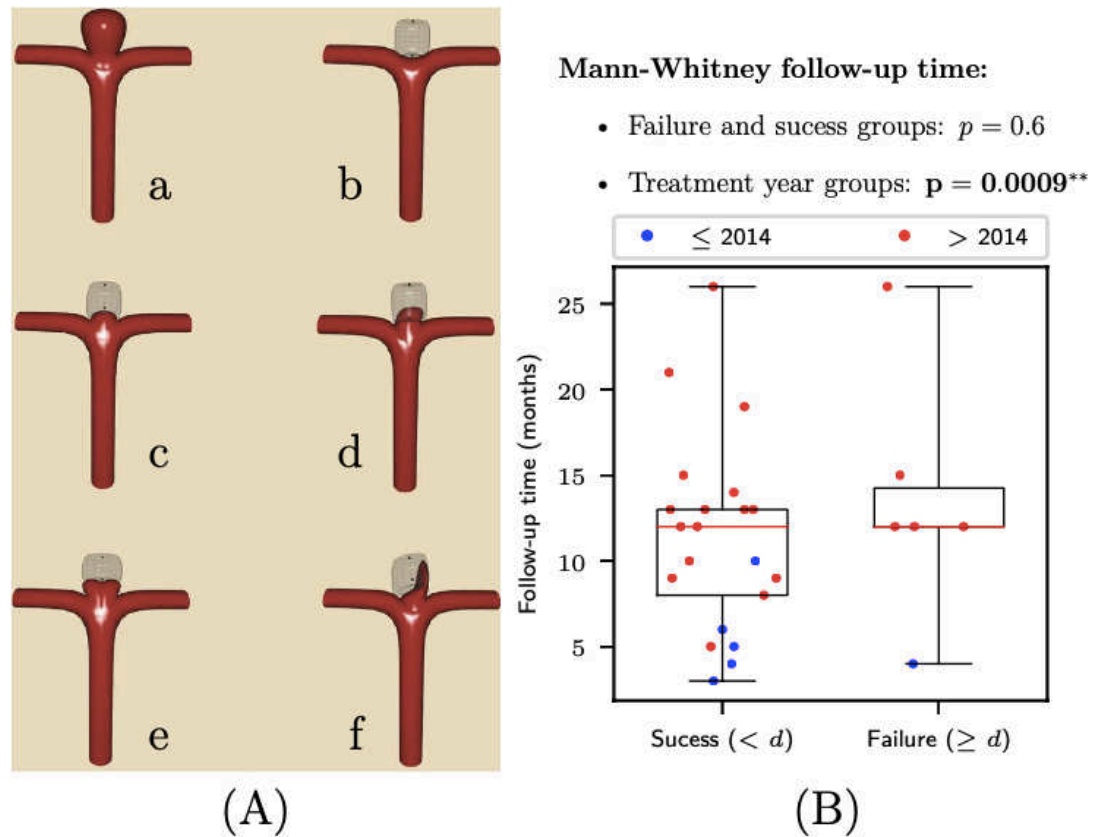 a
b
c
d
e
f
(A)
Mann-Whitney follow-up time:
• Failure and sucess groups: p = 0.6
• Treatment year groups: p = 0.0009**
≤ 2014
> 2014
Follow-up time (months)
25
20
15
10
5
Sucess (< d)
Failure (≥ d)
(B)